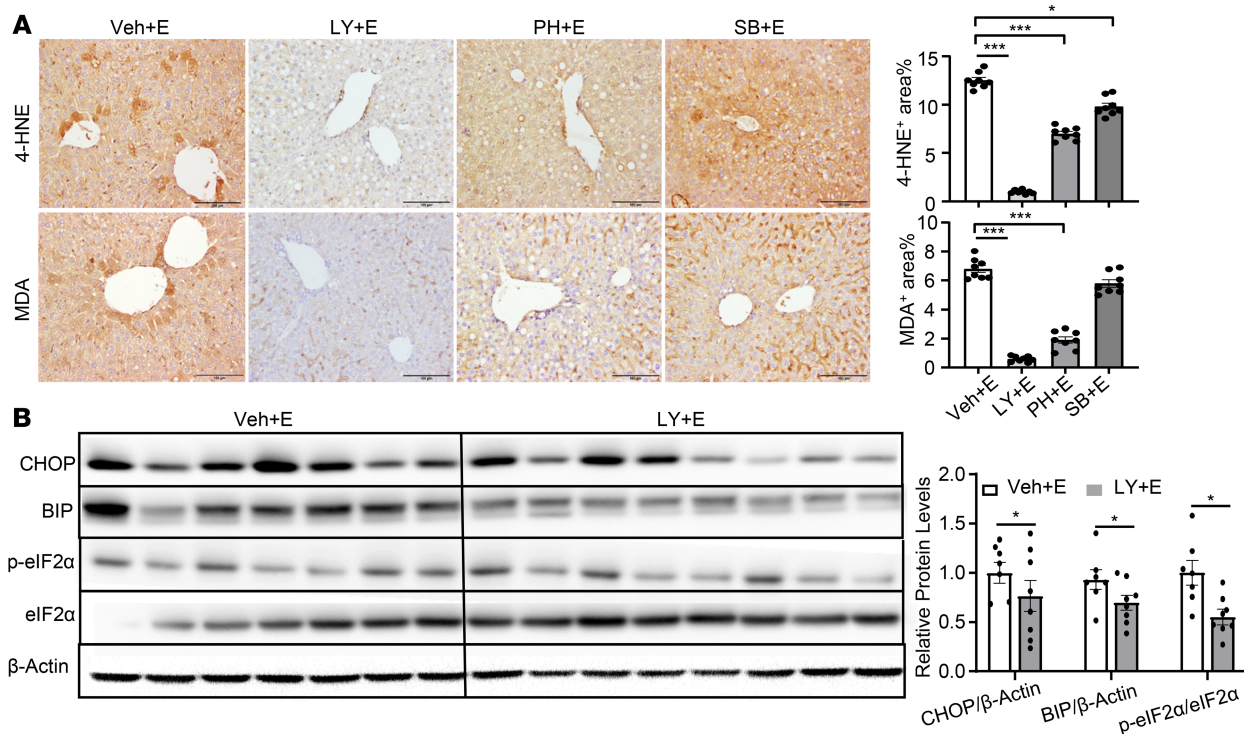 A
Veh+E
LY+E
PH+E
SB+E
4-HNE
MDA
*
***
***
4-HNE⁺ area%
15
10
5
0
***
***
MDA⁺ area%
10
8
6
4
2
0
Veh+E
LY+E
PH+E
SB+E
B
Veh+E
LY+E
CHOP
BIP
p-eIF2α
eIF2α
β-Actin
Relative Protein Levels
2.0
1.5
1.0
0.5
0.0
Veh+E
LY+E
*
*
*
CHOP/β-Actin
BIP/β-Actin
p-eIF2α/eIF2α